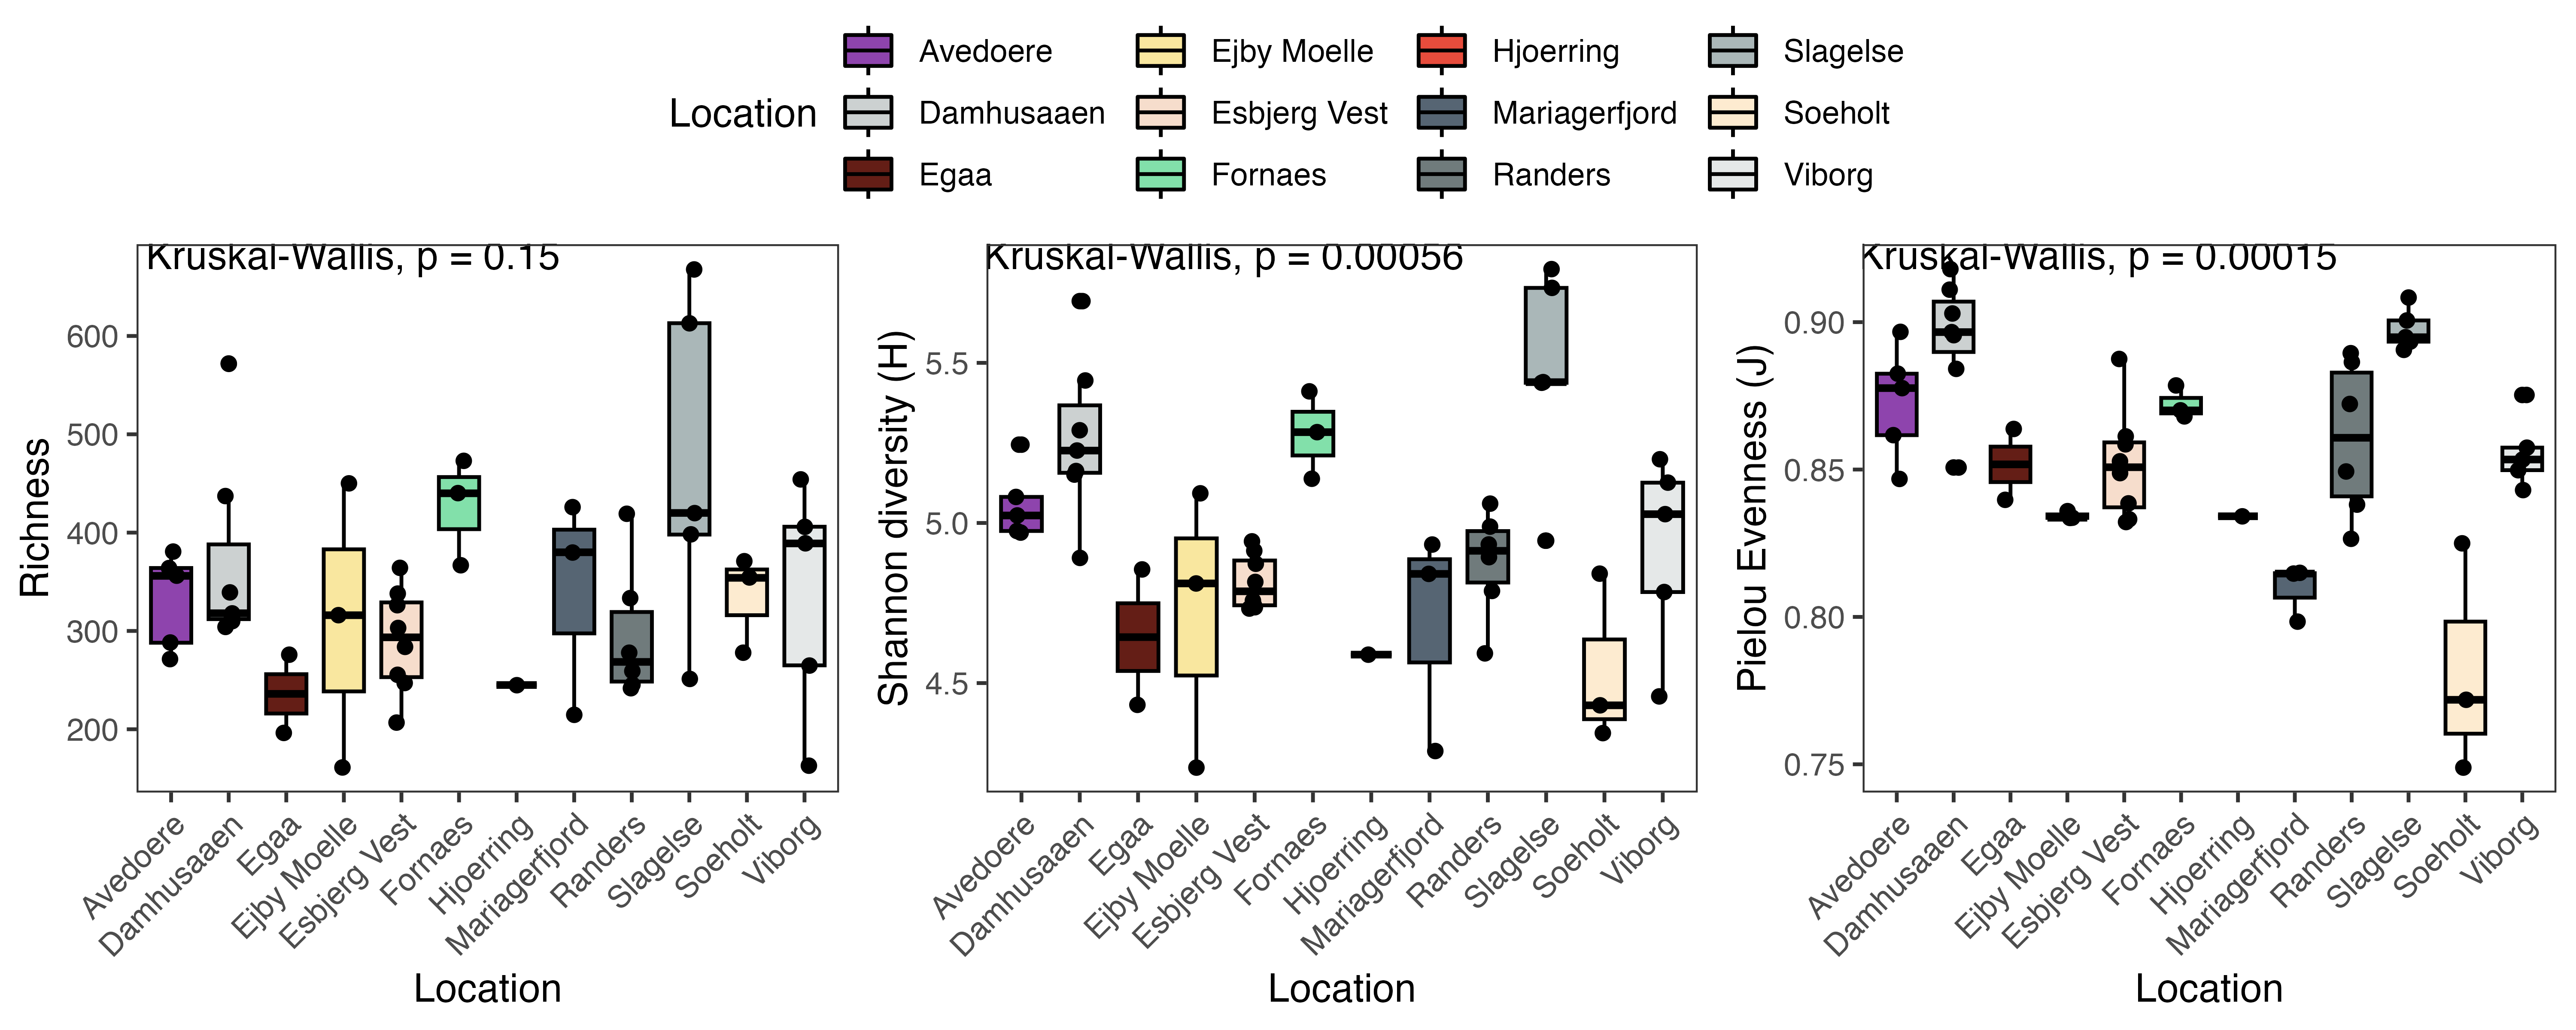 Location
Avedoere
Ejby Moelle
Hjoerring
Slagelse
Damhusaaen
Esbjerg Vest
Mariagerfjord
Soeholt
Egaa
Fornaes
Randers
Viborg
Kruskal-Wallis, p = 0.15
Richness
600
500
400
300
200
Avedoere
Damhusaaen
Egaa
Ejby Moelle
Esbjerg Vest
Fornaes
Hjoerring
Mariagerfjord
Randers
Slagelse
Soeholt
Viborg
Location
Kruskal-Wallis, p = 0.00056
Shannon diversity (H)
5.5
5.0
4.5
Avedoere
Damhusaaen
Egaa
Ejby Moelle
Esbjerg Vest
Fornaes
Hjoerring
Mariagerfjord
Randers
Slagelse
Soeholt
Viborg
Location
Kruskal-Wallis, p = 0.00015
Pielou Evenness (J)
0.90
0.85
0.80
0.75
Avedoere
Damhusaaen
Egaa
Ejby Moelle
Esbjerg Vest
Fornaes
Hjoerring
Mariagerfjord
Randers
Slagelse
Soeholt
Viborg
Location